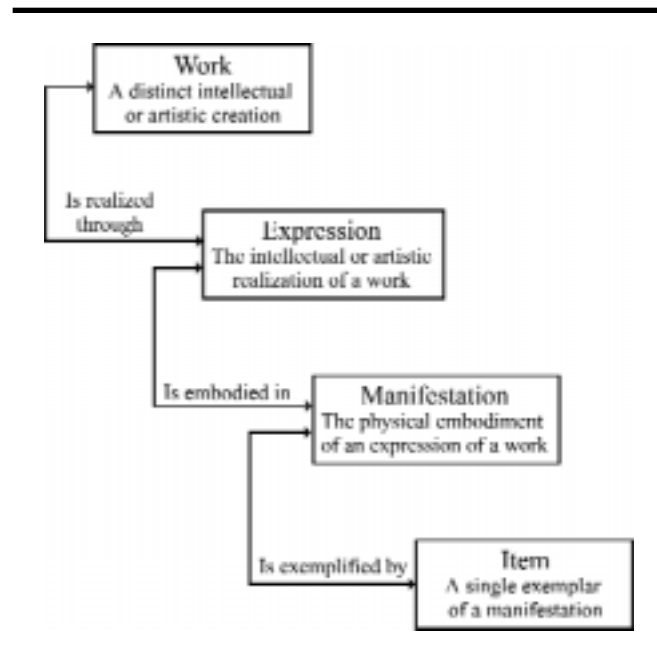 Work
A distinct intellectual
or artistic creation
Is realized
through
Expression
The intellectual or artistic
realization of a work
Is embodied in
Manifestation
The physical embodiment
of an expression of a work
Is exemplified by
Item
A single exemplar
of a manifestation